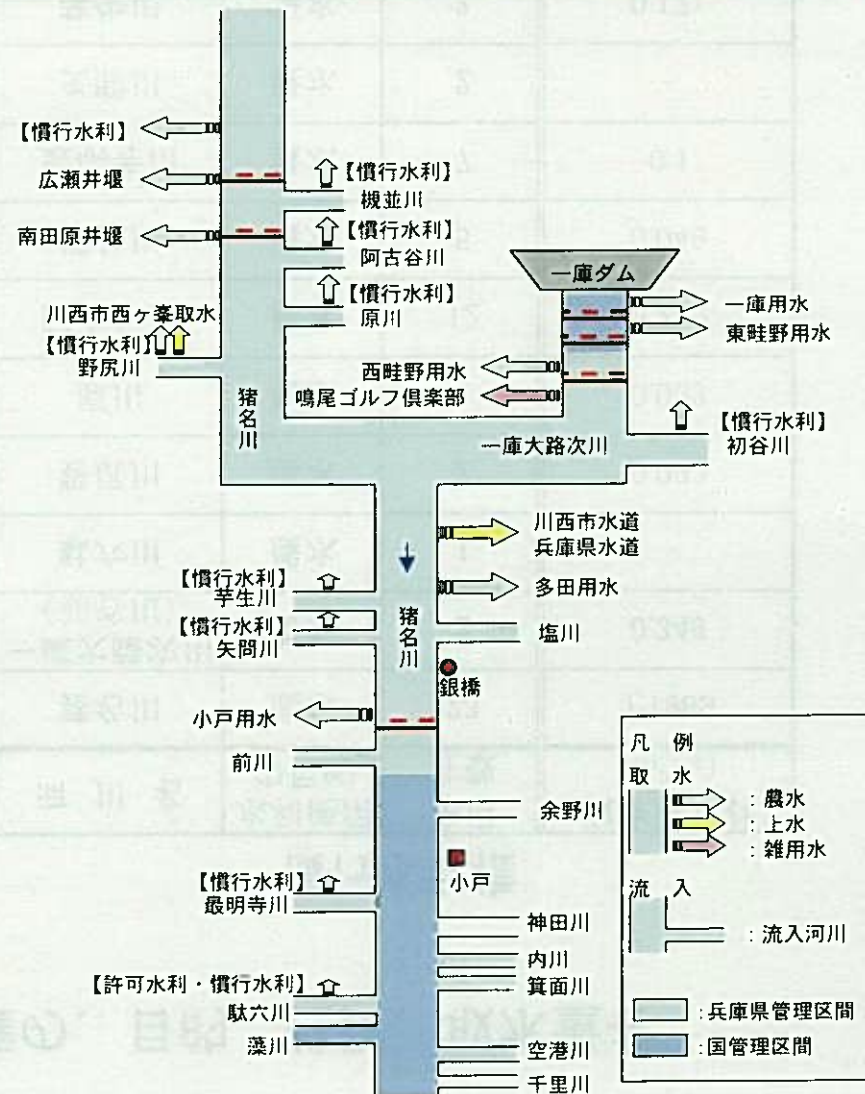 【慣行水利】
広瀬井堰
【慣行水利】
槻並川
南田原井堰
【慣行水利】
阿古谷川
一庫ダム
【慣行水利】
原川
一庫用水
東畦野用水
川西市西ヶ峯取水
【慣行水利】
野尻川
西畦野用水
鳴尾ゴルフ倶楽部
猪名川
【慣行水利】
初谷川
一庫大路次川
川西市水道
兵庫県水道
【慣行水利】
芋生川
多田用水
【慣行水利】
矢問川
猪名川
塩川
銀橋
小戸用水
前川
余野川
小戸
【慣行水利】
最明寺川
神田川
内川
箕面川
【許可水利・慣行水利】
駄六川
藻川
空港川
千里川
凡 例
取 水
:農水
:上水
:雑用水
流 入
:流入河川
:兵庫県管理区間
:国管理区間